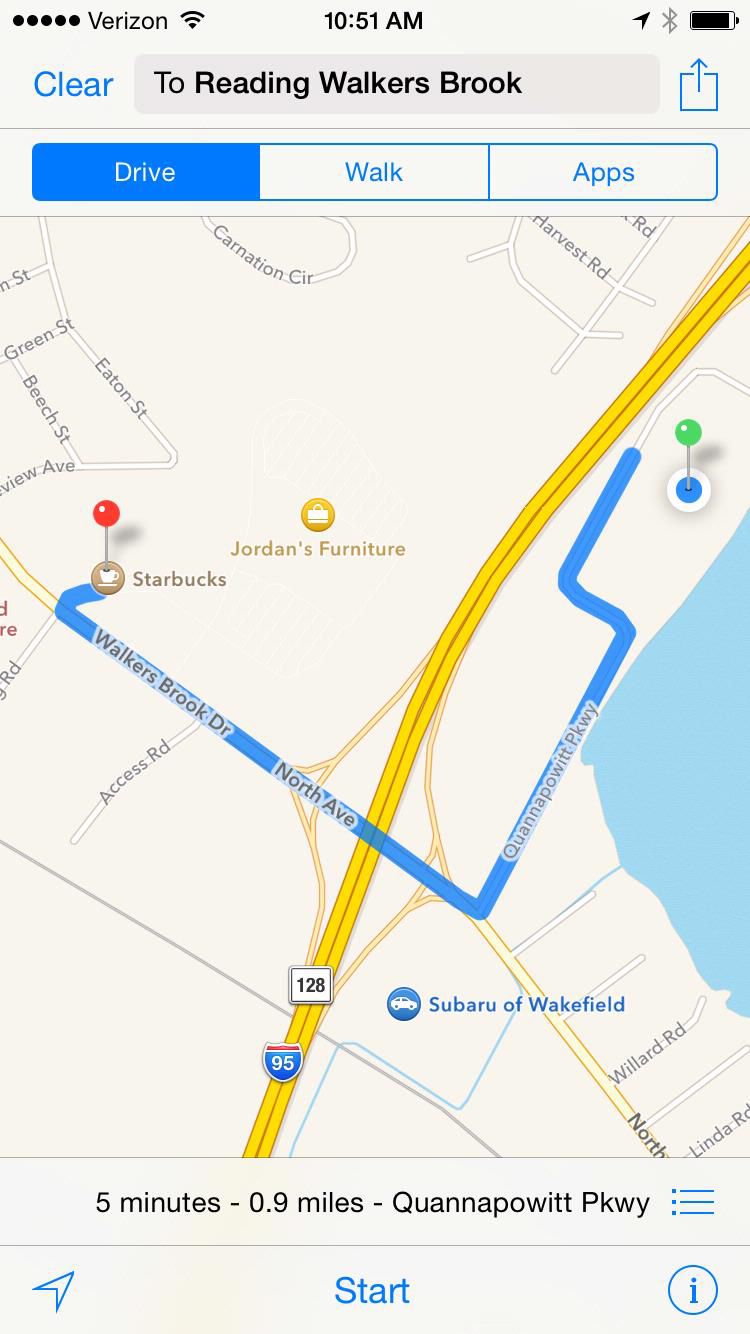 Verizon 10:51 AM
Clear To Reading Walkers Brook
Drive Walk Apps
Carnation Cir
Harvest Rd
Rd
n St
Green St
Beech St
Eaton St
view Ave
Jordan's Furniture
Starbucks
d
re
g Rd
Walkers Brook Dr
Access Rd
North Ave
Quannapowitt Pkwy
128
95
Subaru of Wakefield
Willard Rd
North
Linda Rd
5 minutes - 0.9 miles - Quannapowitt Pkwy
Start